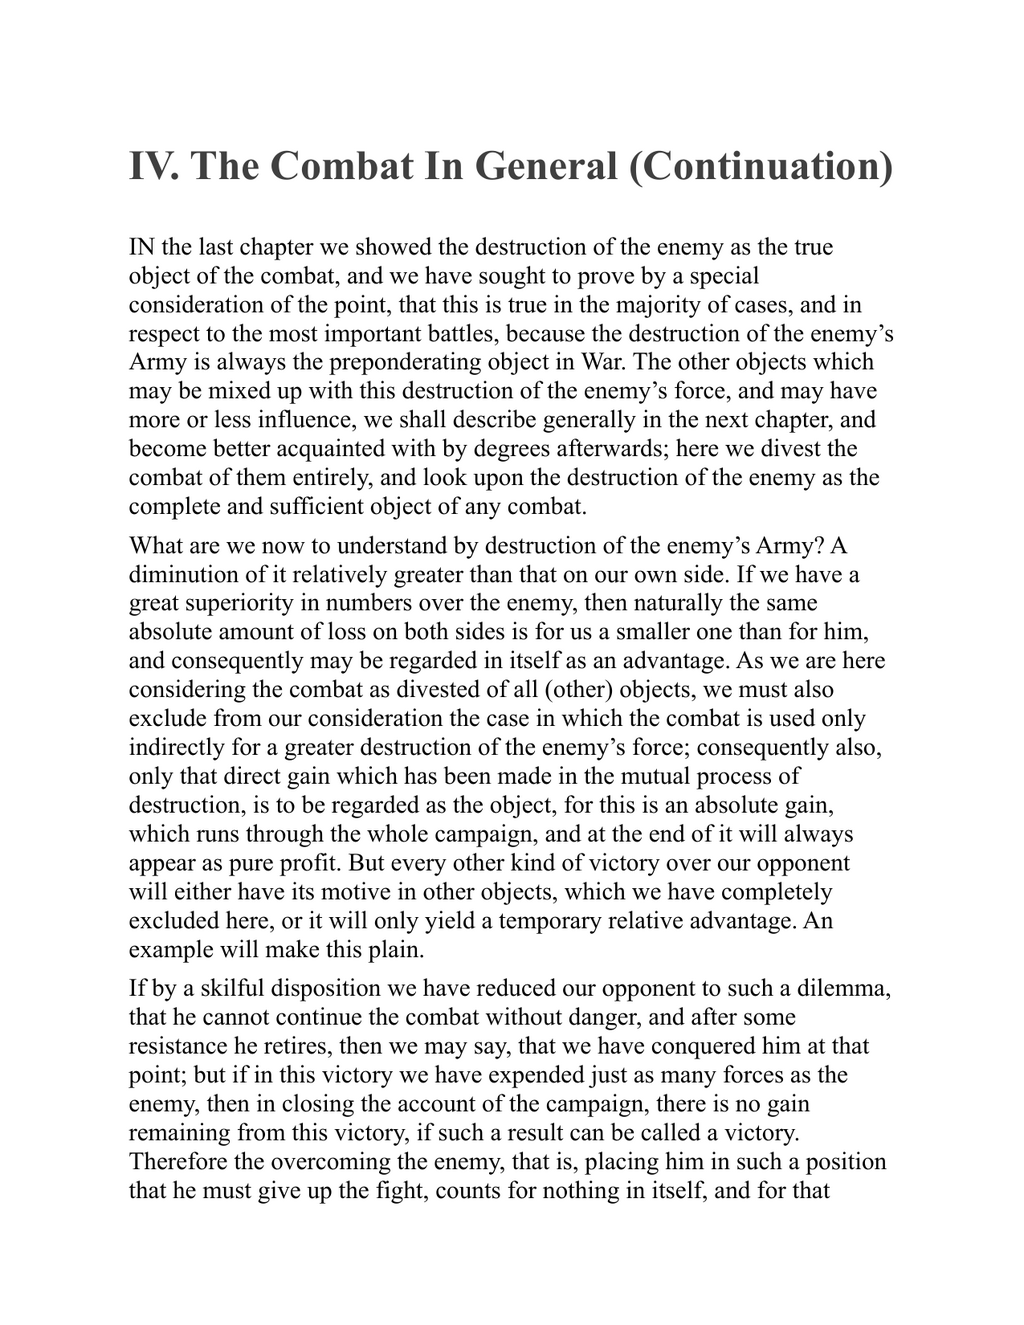 IV. The Combat In General (Continuation)
IN the last chapter we showed the destruction of the enemy as the true
object of the combat, and we have sought to prove by a special
consideration of the point, that this is true in the majority of cases, and in
respect to the most important battles, because the destruction of the enemy’s
Army is always the preponderating object in War. The other objects which
may be mixed up with this destruction of the enemy’s force, and may have
more or less influence, we shall describe generally in the next chapter, and
become better acquainted with by degrees afterwards; here we divest the
combat of them entirely, and look upon the destruction of the enemy as the
complete and sufficient object of any combat.
What are we now to understand by destruction of the enemy’s Army? A
diminution of it relatively greater than that on our own side. If we have a
great superiority in numbers over the enemy, then naturally the same
absolute amount of loss on both sides is for us a smaller one than for him,
and consequently may be regarded in itself as an advantage. As we are here
considering the combat as divested of all (other) objects, we must also
exclude from our consideration the case in which the combat is used only
indirectly for a greater destruction of the enemy’s force; consequently also,
only that direct gain which has been made in the mutual process of
destruction, is to be regarded as the object, for this is an absolute gain,
which runs through the whole campaign, and at the end of it will always
appear as pure profit. But every other kind of victory over our opponent
will either have its motive in other objects, which we have completely
excluded here, or it will only yield a temporary relative advantage. An
example will make this plain.
If by a skilful disposition we have reduced our opponent to such a dilemma,
that he cannot continue the combat without danger, and after some
resistance he retires, then we may say, that we have conquered him at that
point; but if in this victory we have expended just as many forces as the
enemy, then in closing the account of the campaign, there is no gain
remaining from this victory, if such a result can be called a victory.
Therefore the overcoming the enemy, that is, placing him in such a position
that he must give up the fight, counts for nothing in itself, and for that